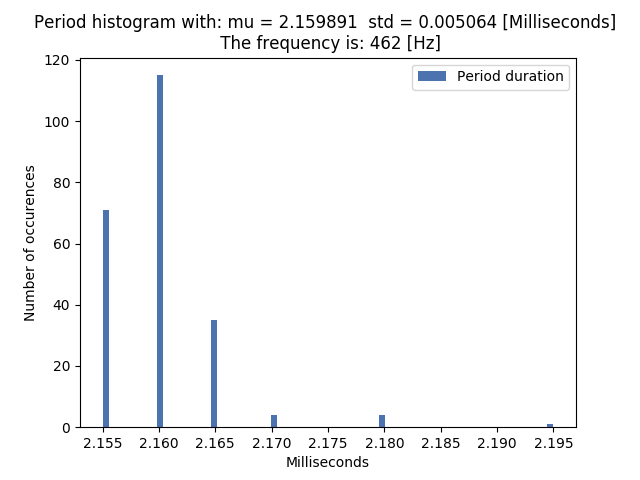 Period histogram with: mu = 2.159891  std = 0.005064 [Milliseconds]
The frequency is: 462 [Hz]
Period duration
120
100
80
60
40
20
0
Number of occurences
2.155 2.160 2.165 2.170 2.175 2.180 2.185 2.190 2.195
Milliseconds